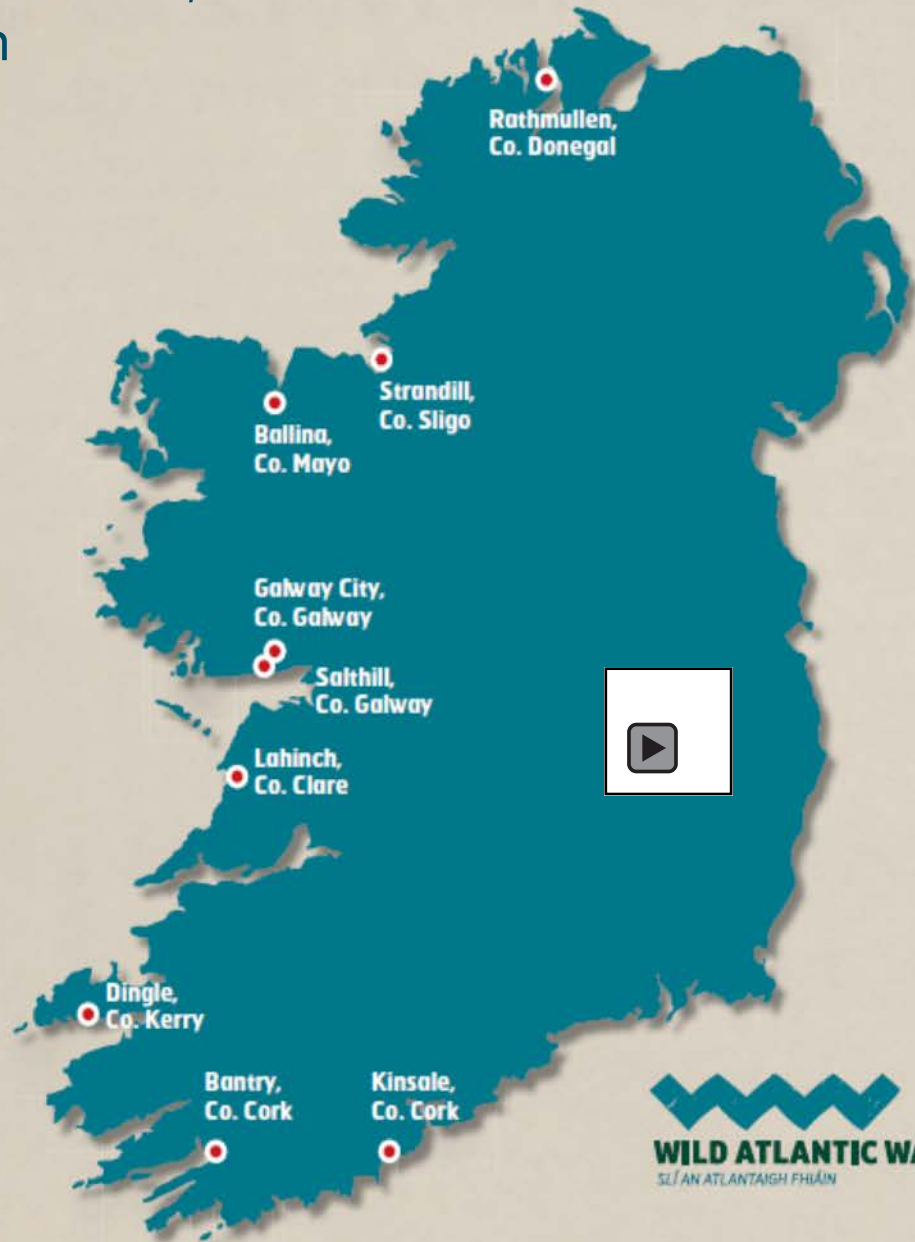 Rathmullen,
Co. Donegal
Strandill,
Co. Sligo
Ballina,
Co. Mayo
Galway City,
Co. Galway
Salthill,
Co. Galway
Lahinch,
Co. Clare
Dingle,
Co. Kerry
Bantry,
Co. Cork
Kinsale,
Co. Cork
WILD ATLANTIC WA
SLÍ AN ATLANTAIGH FHIÁIN